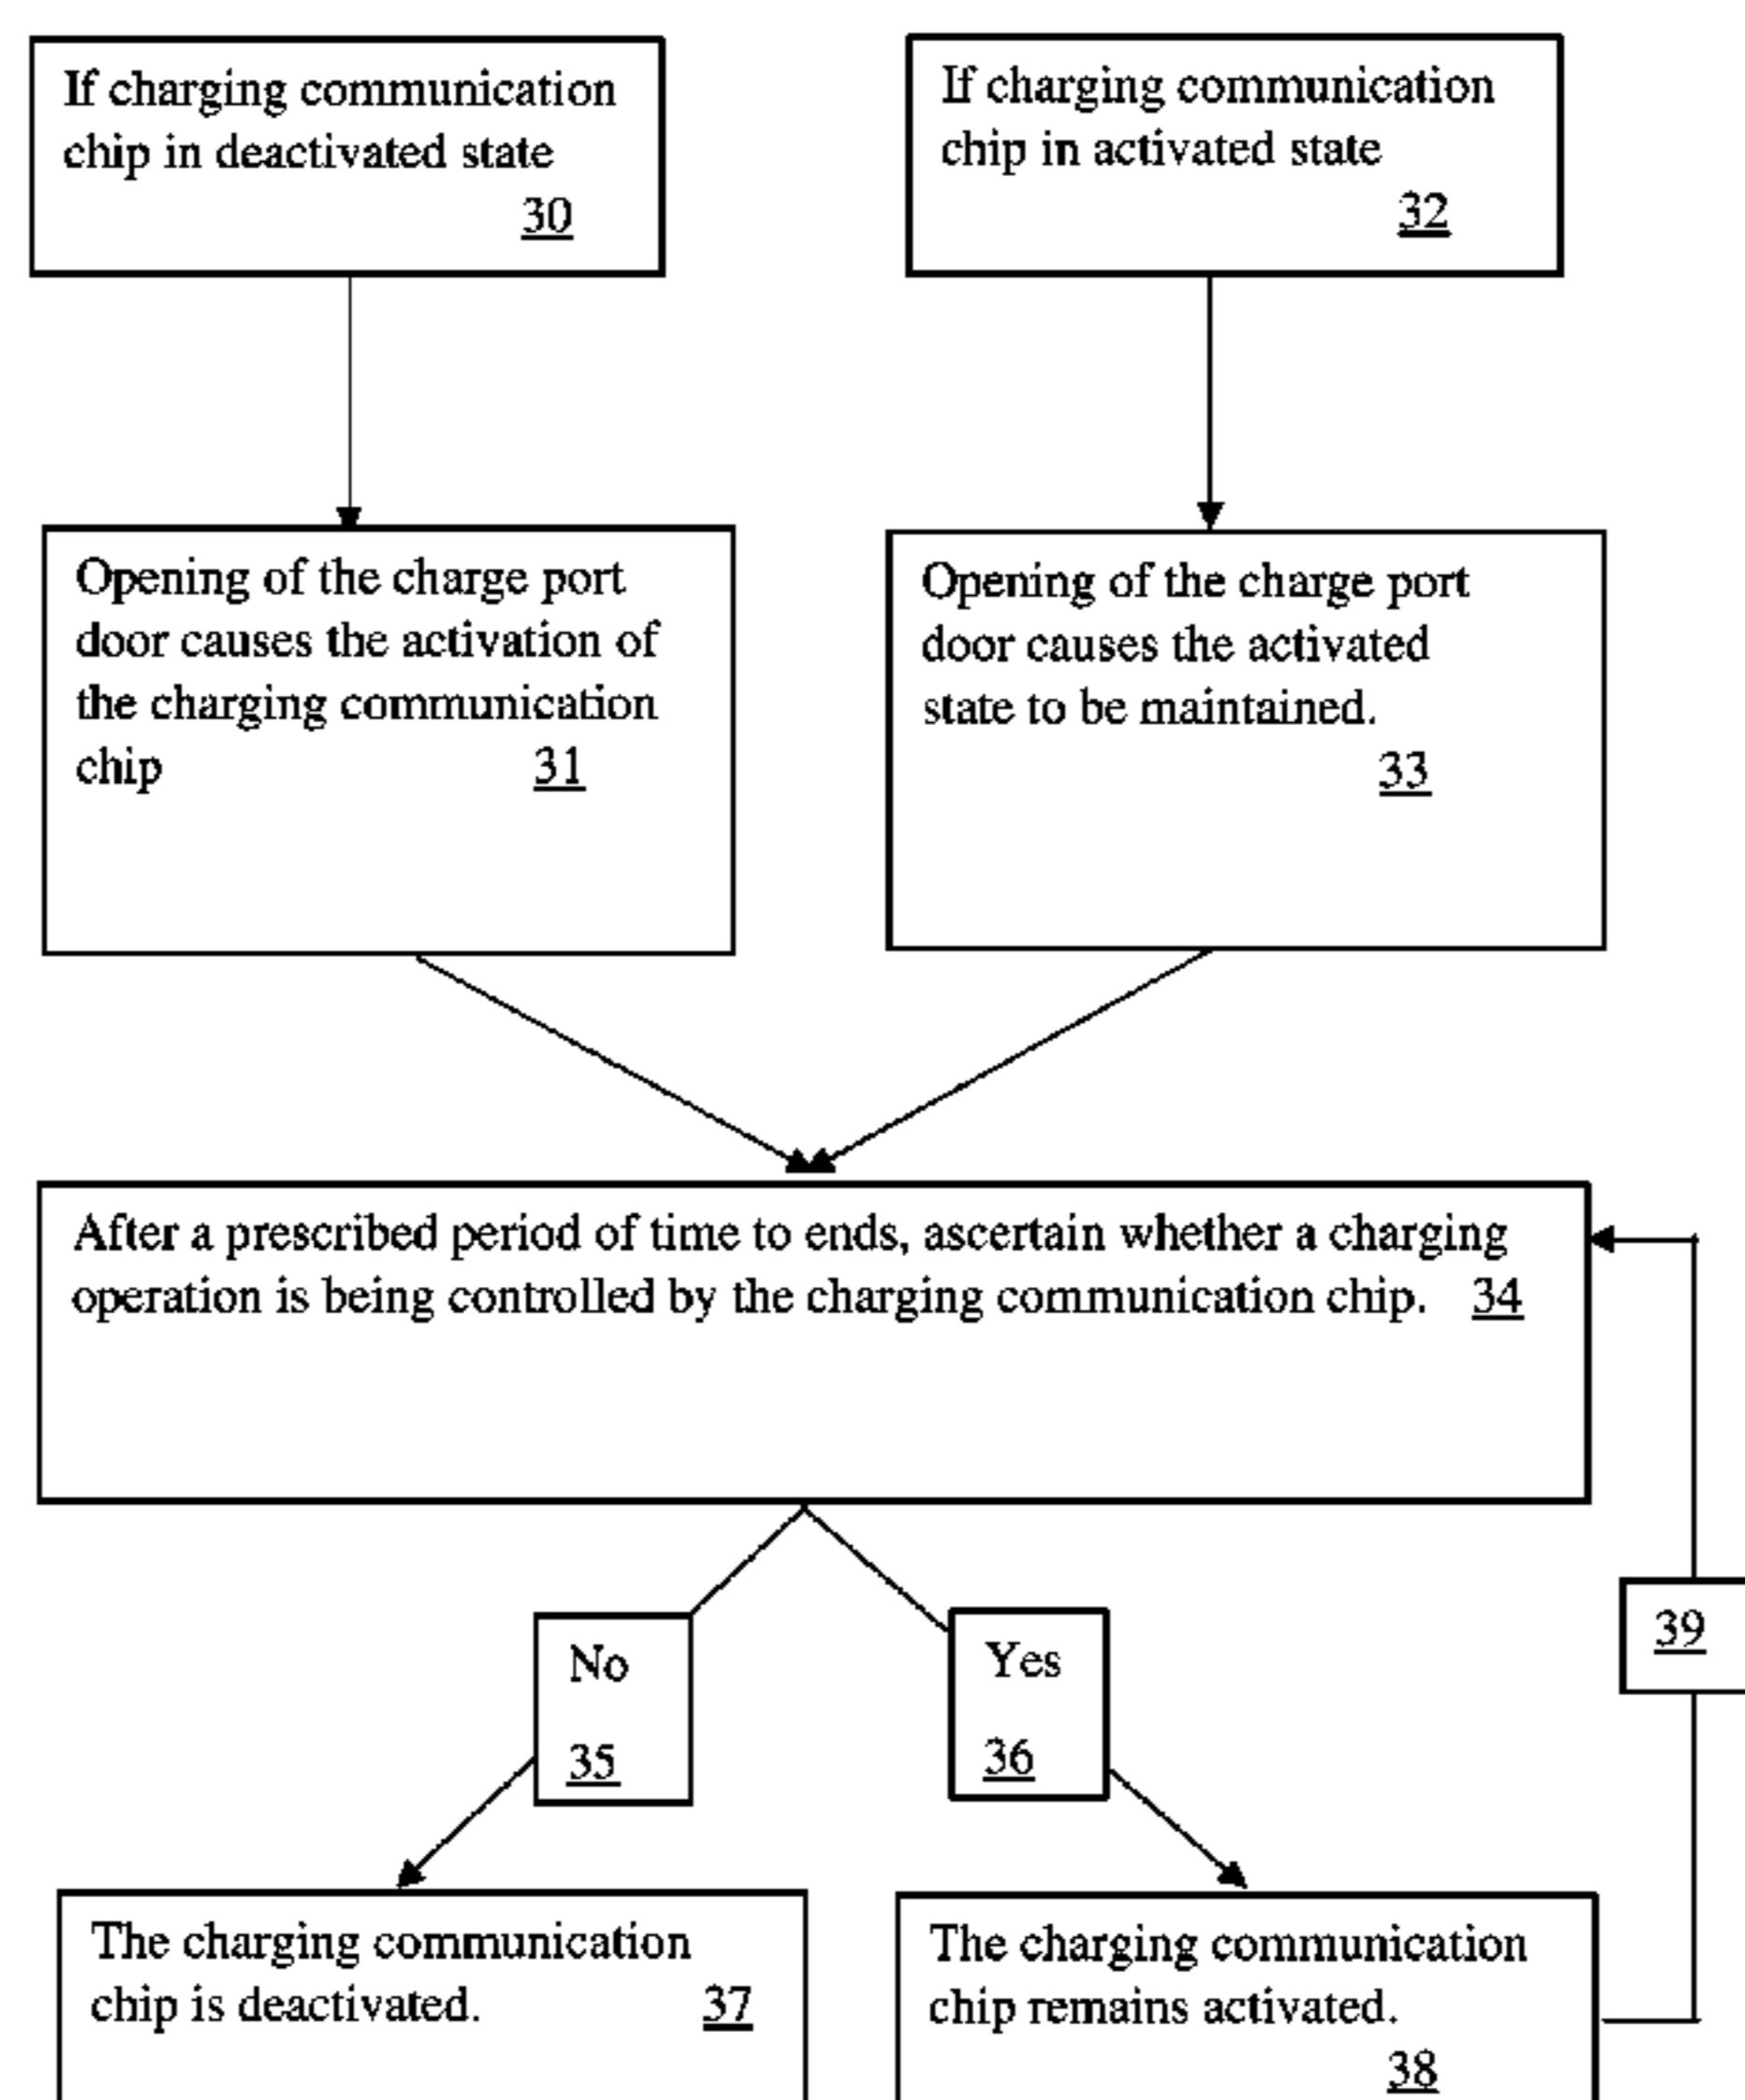 If charging communication
chip in deactivated state
30
If charging communication
chip in activated state
32
Opening of the charge port
door causes the activation of
the charging communication
chip 31
Opening of the charge port
door causes the activated
state to be maintained.
33
After a prescribed period of time to ends, ascertain whether a charging
operation is being controlled by the charging communication chip. 34
No
35
Yes
36
39
The charging communication
chip is deactivated. 37
The charging communication
chip remains activated.
38